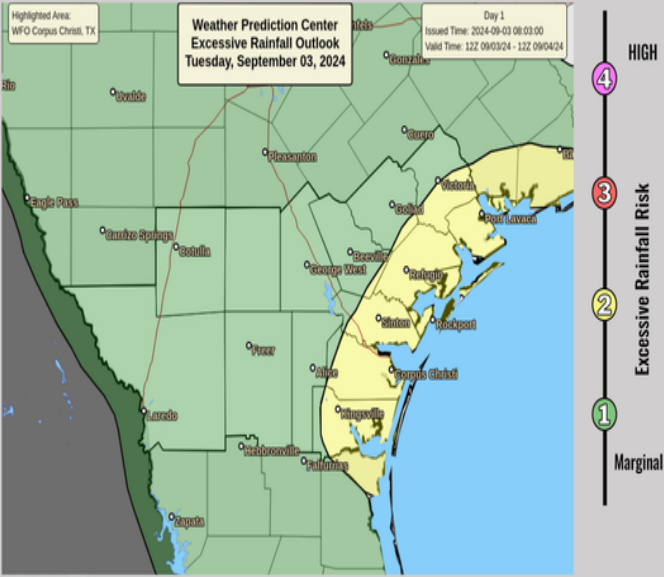 Highlighted Area:
WFO Corpus Christi, TX
Weather Prediction Center
Excessive Rainfall Outlook
Tuesday, September 03, 2024
Day 1
Issued Time: 2024-09-03 08:03:00
Valid Time: 12Z 09/03/24 - 12Z 09/04/24
Gonzales
Uvalde
Cuero
Pleasanton
Victoria
Eagle Pass
Goliad
Port Lavaca
Carrizo Springs
Cotulla
Beeville
George West
Refugio
Sinton
Rockport
Freer
Alice
Corpus Christi
Laredo
Kingsville
Hebbronville
Falfurrias
Zapata
HIGH
4
3
2
1
Marginal
Excessive Rainfall Risk